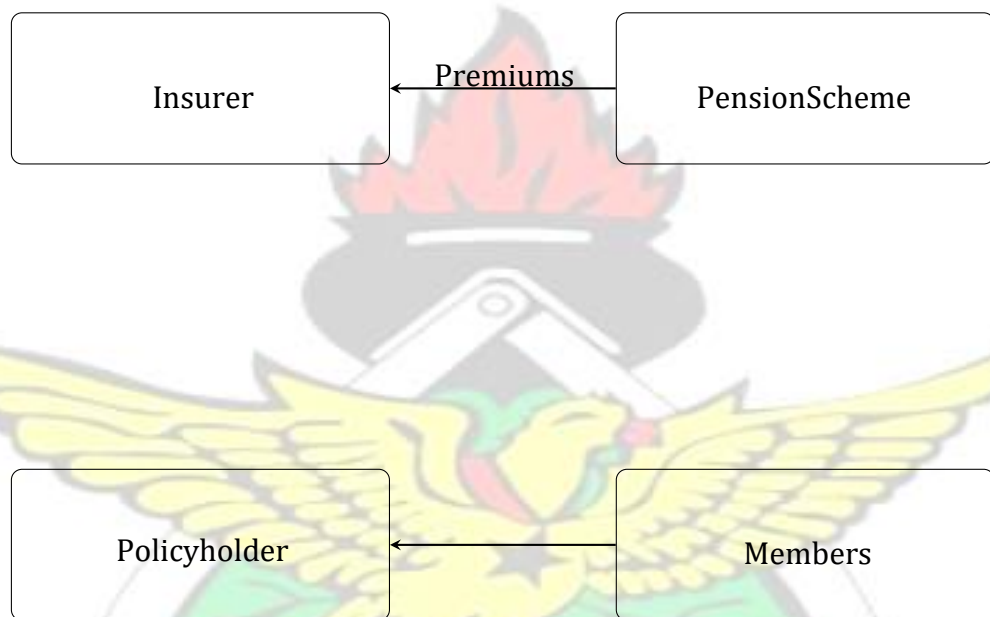 Insurer
Premiums
PensionScheme
Policyholder
Members